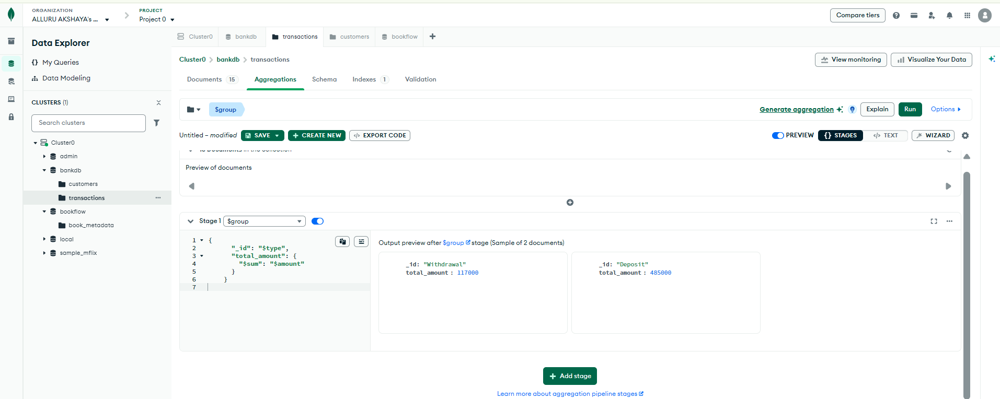 ORGANIZATION
ALLURU AKSHAYA's ...
PROJECT
Project 0
Compare tiers
Data Explorer
My Queries
Data Modeling
CLUSTERS (1)
Search clusters
Cluster0
admin
bankdb
customers
transactions
bookflow
book_metadata
local
sample_mflix
Cluster0
bankdb
transactions
customers
bookflow
Cluster0 > bankdb > transactions
View monitoring
Visualize Your Data
Documents 15
Aggregations
Schema
Indexes 1
Validation
$group
Generate aggregation
Explain
Run
Options
Untitled – modified
SAVE
+ CREATE NEW
</> EXPORT CODE
PREVIEW
{} STAGES
</> TEXT
WIZARD
15 Documents in the collection
Preview of documents
Stage 1 $group
1 {
2 "_id": "$type",
3 "total_amount": {
4 "$sum": "$amount"
5 }
6 }
7
Output preview after $group stage (Sample of 2 documents)
_id: "Withdrawal"
total_amount : 117000
_id: "Deposit"
total_amount : 485000
+ Add stage
Learn more about aggregation pipeline stages